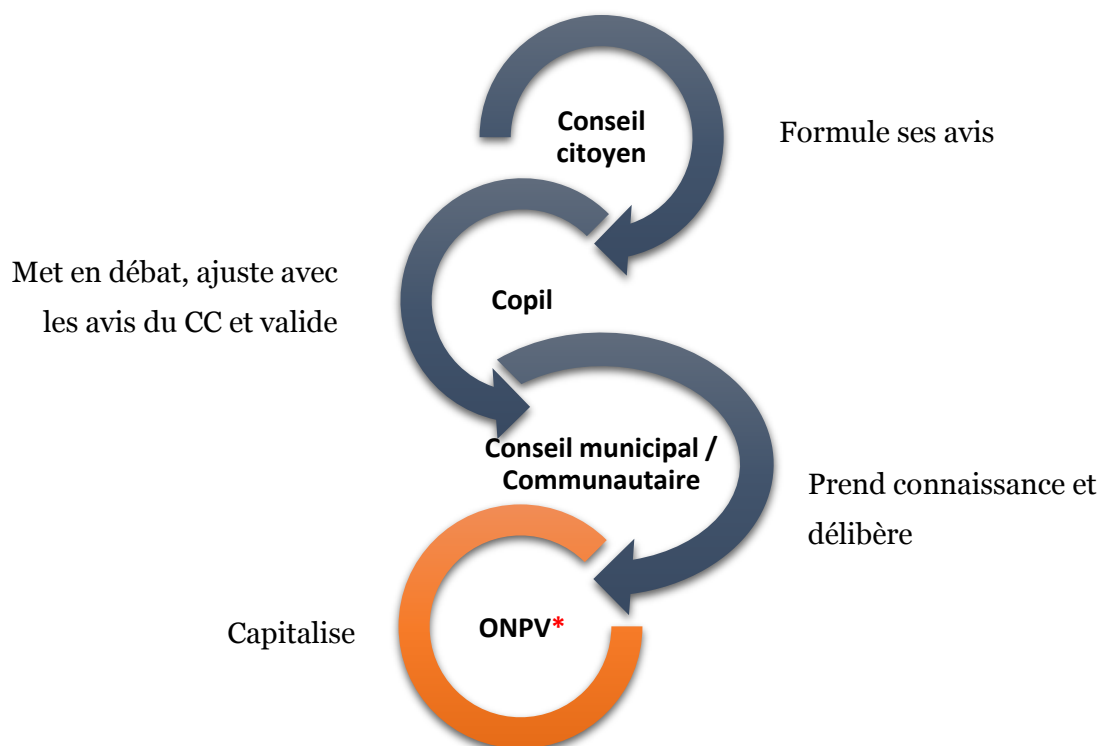 Conseil
citoyen
Formule ses avis
Met en débat, ajuste avec
les avis du CC et valide
Copil
Conseil municipal /
Communautaire
Prend connaissance et
délibère
Capitalise
ONPV*